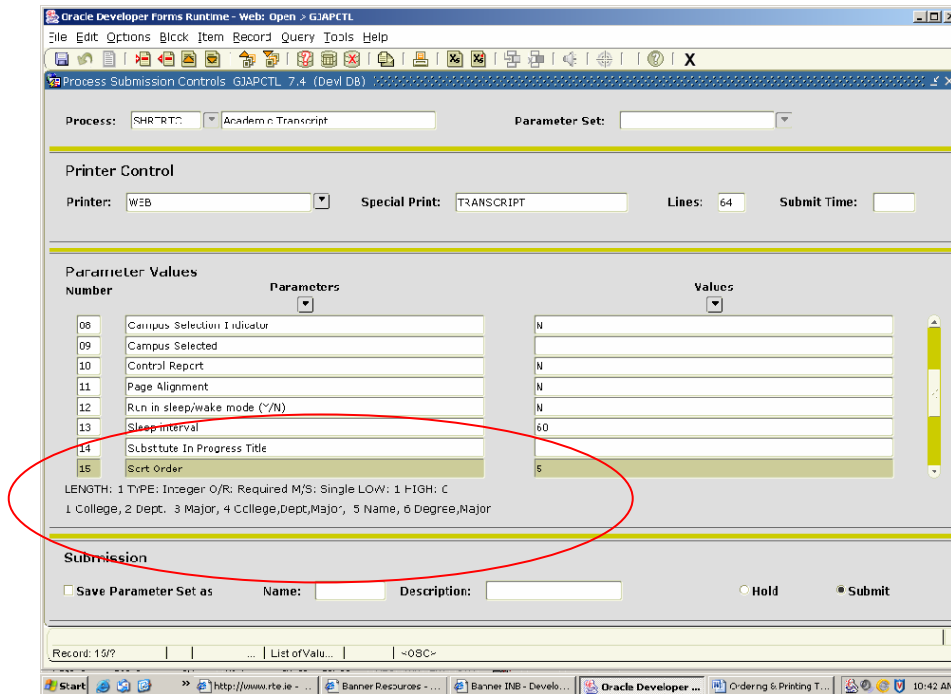 Oracle Developer Forms Runtime - Web: Open > GJAPCTL
File Edit Options Block Item Record Query Tools Help
Process Submission Controls GJAPCTL 7.4 (Devl DB)
Process: SHRTRTC Academic Transcript Parameter Set:
Printer Control
Printer: WEB Special Print: TRANSCRIPT Lines: 64 Submit Time:
Parameter Values
Number Parameters Values
08 Campus Selection Indicator N
09 Campus Selected
10 Control Report N
11 Page Alignment N
12 Run in sleep/wake mode (Y/N) N
13 Sleep interval 60
14 Substitute In Progress Title
15 Sort Order 5
LENGTH: 1 TYPE: Integer O/R: Required M/S: Single LOW: 1 HIGH:
1 College, 2 Dept. 3 Major, 4 College,Dept,Major, 5 Name, 6 Degree,Major
Submission
Save Parameter Set as Name: Description: Hold Submit
Record: 15/? ... List of Valu... <OSC>
Start » http://www.rte.ie - ... Banner Resources - ... Banner INB - Develo... Oracle Developer ... Ordering & Printing T... 10:42